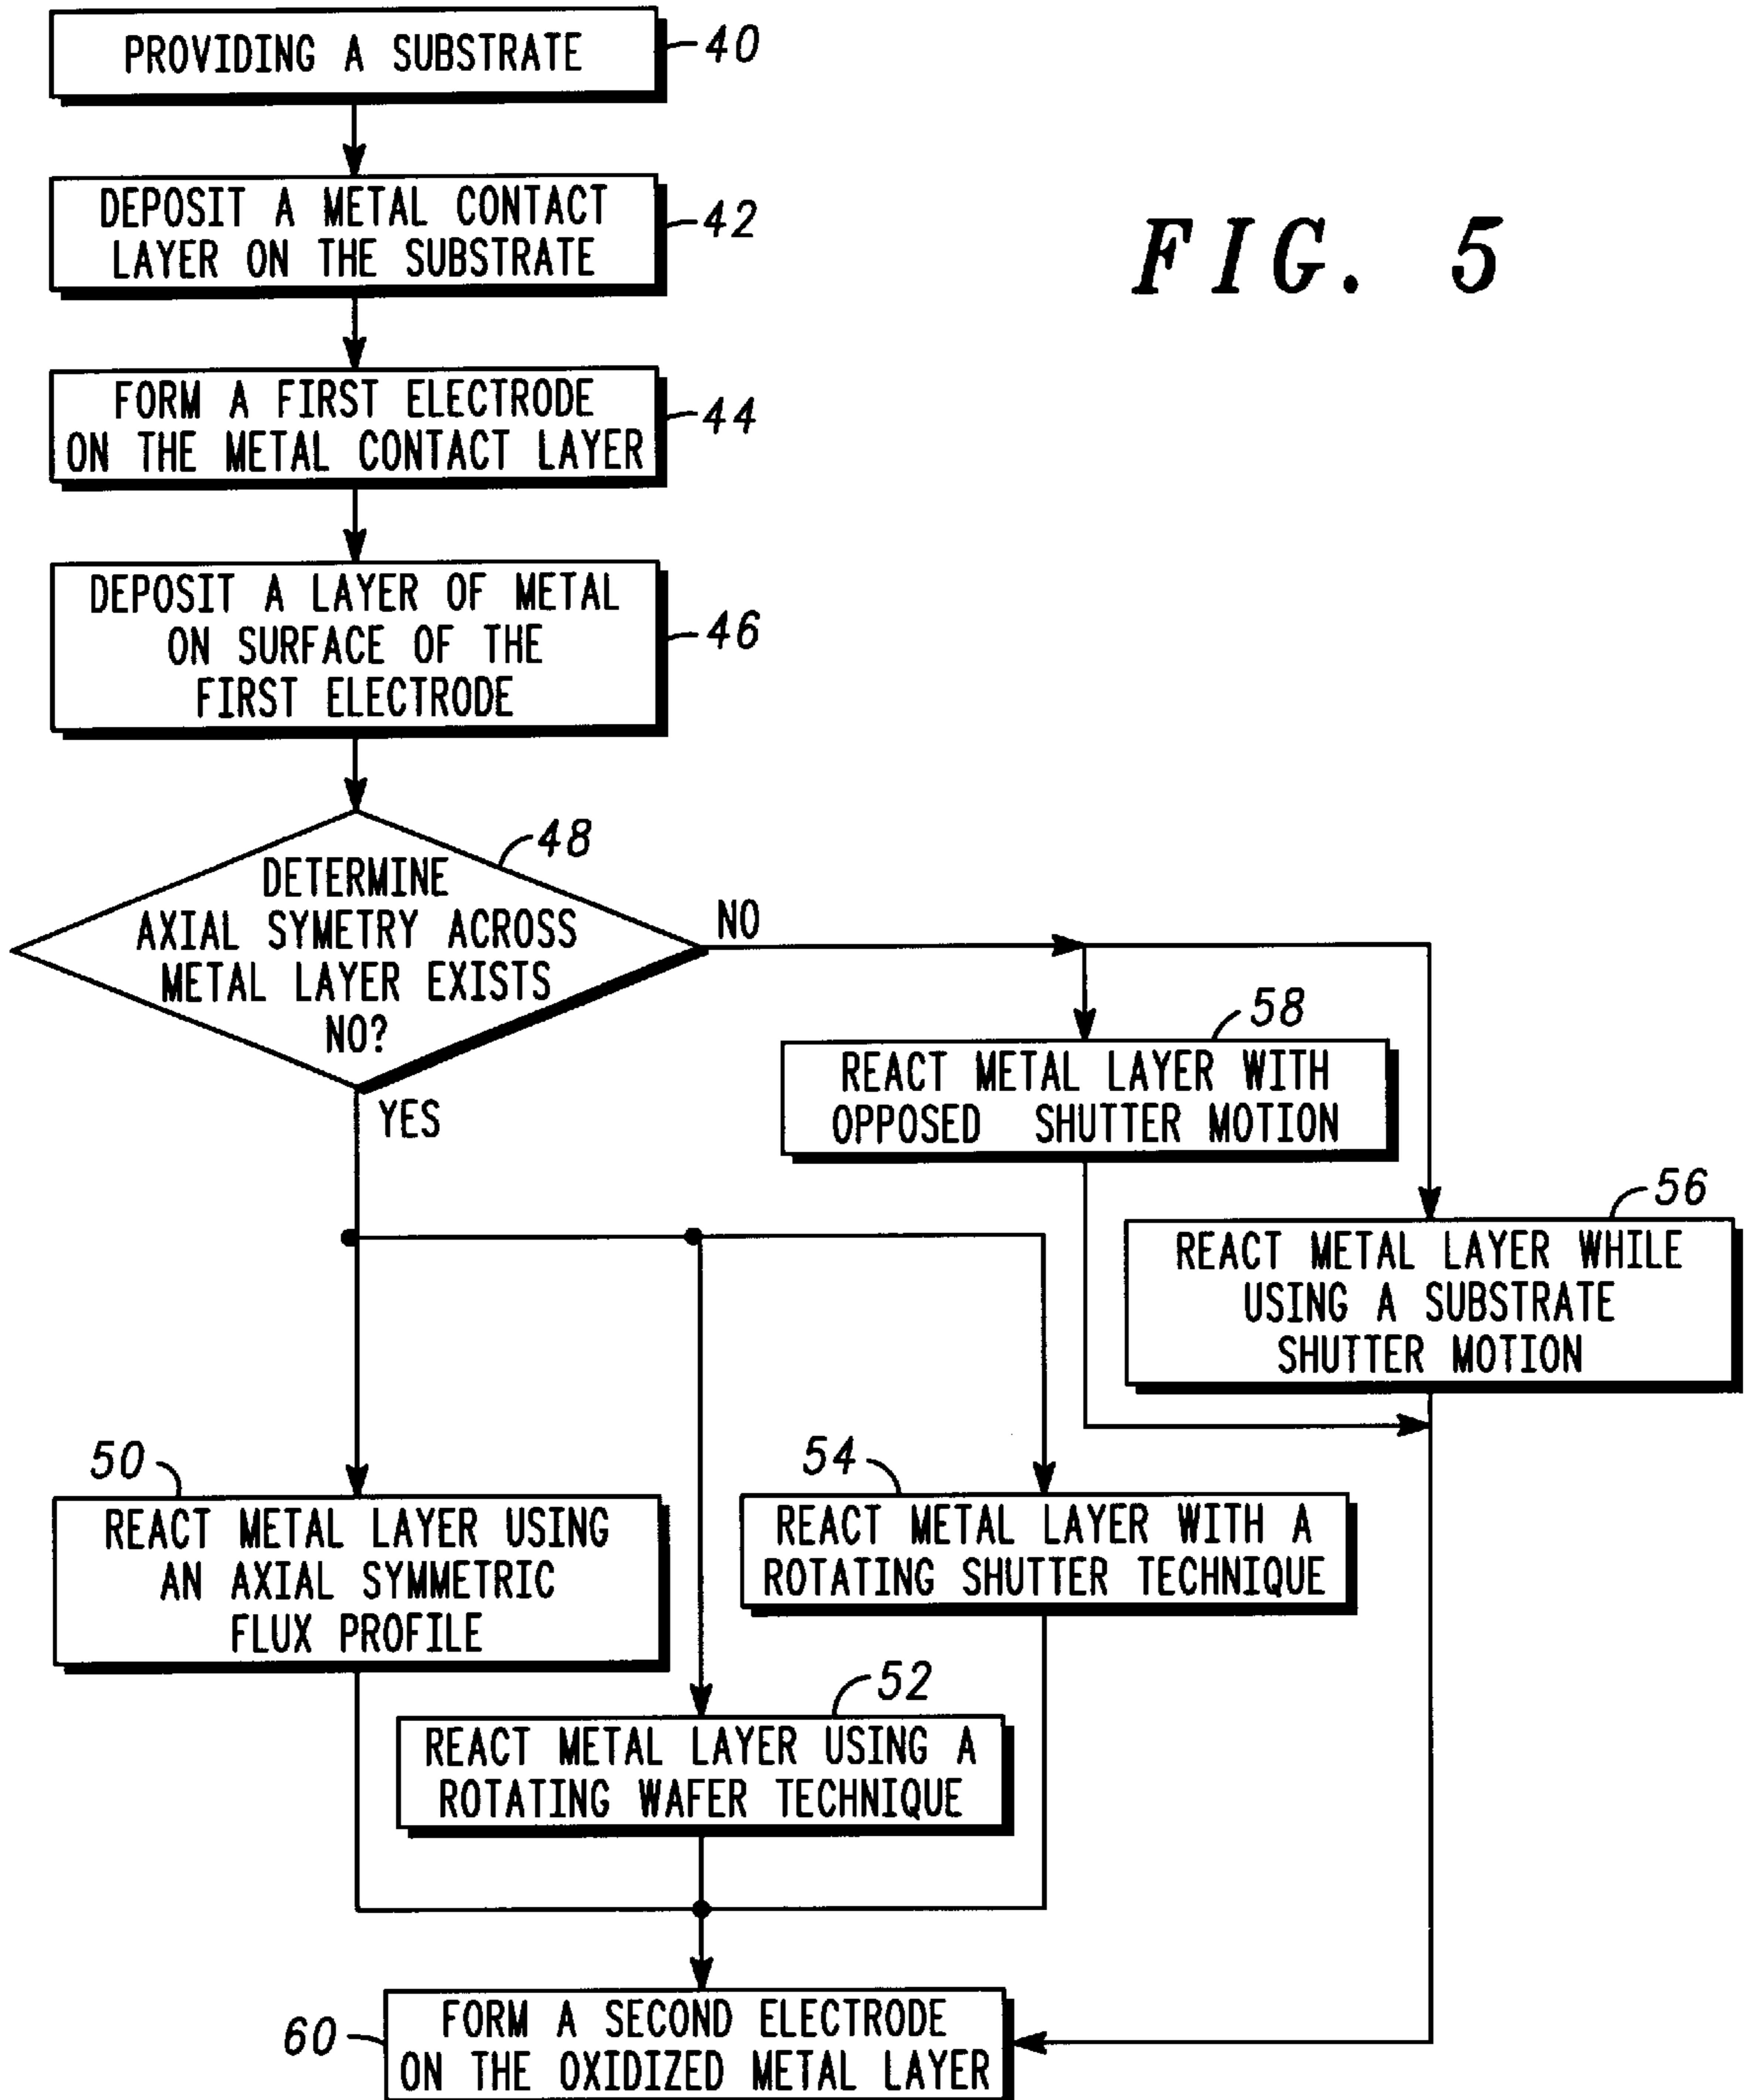 PROVIDING A SUBSTRATE
40
DEPOSIT A METAL CONTACT
LAYER ON THE SUBSTRATE
42
FIG. 5
FORM A FIRST ELECTRODE
ON THE METAL CONTACT LAYER
44
DEPOSIT A LAYER OF METAL
ON SURFACE OF THE
FIRST ELECTRODE
46
48
DETERMINE
AXIAL SYMETRY ACROSS
METAL LAYER EXISTS
NO?
NO
YES
58
REACT METAL LAYER WITH
OPPOSED SHUTTER MOTION
56
REACT METAL LAYER WHILE
USING A SUBSTRATE
SHUTTER MOTION
50
REACT METAL LAYER USING
AN AXIAL SYMMETRIC
FLUX PROFILE
54
REACT METAL LAYER WITH A
ROTATING SHUTTER TECHNIQUE
52
REACT METAL LAYER USING A
ROTATING WAFER TECHNIQUE
60
FORM A SECOND ELECTRODE
ON THE OXIDIZED METAL LAYER